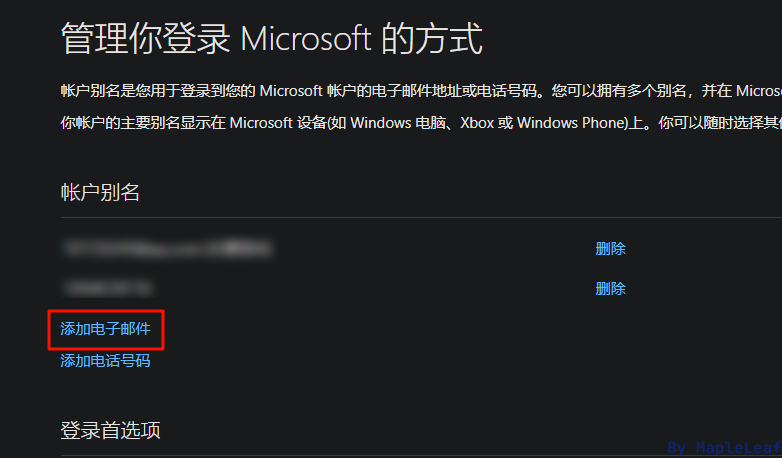 管理你登录 Microsoft 的方式
帐户别名是您用于登录到您的 Microsoft 帐户的电子邮件地址或电话号码。您可以拥有多个别名，并在 Micros
你帐户的主要别名显示在 Microsoft 设备(如 Windows 电脑、Xbox 或 Windows Phone)上。你可以随时选择其
帐户别名
删除
删除
添加电子邮件
添加电话号码
登录首选项
By MapleLeaf